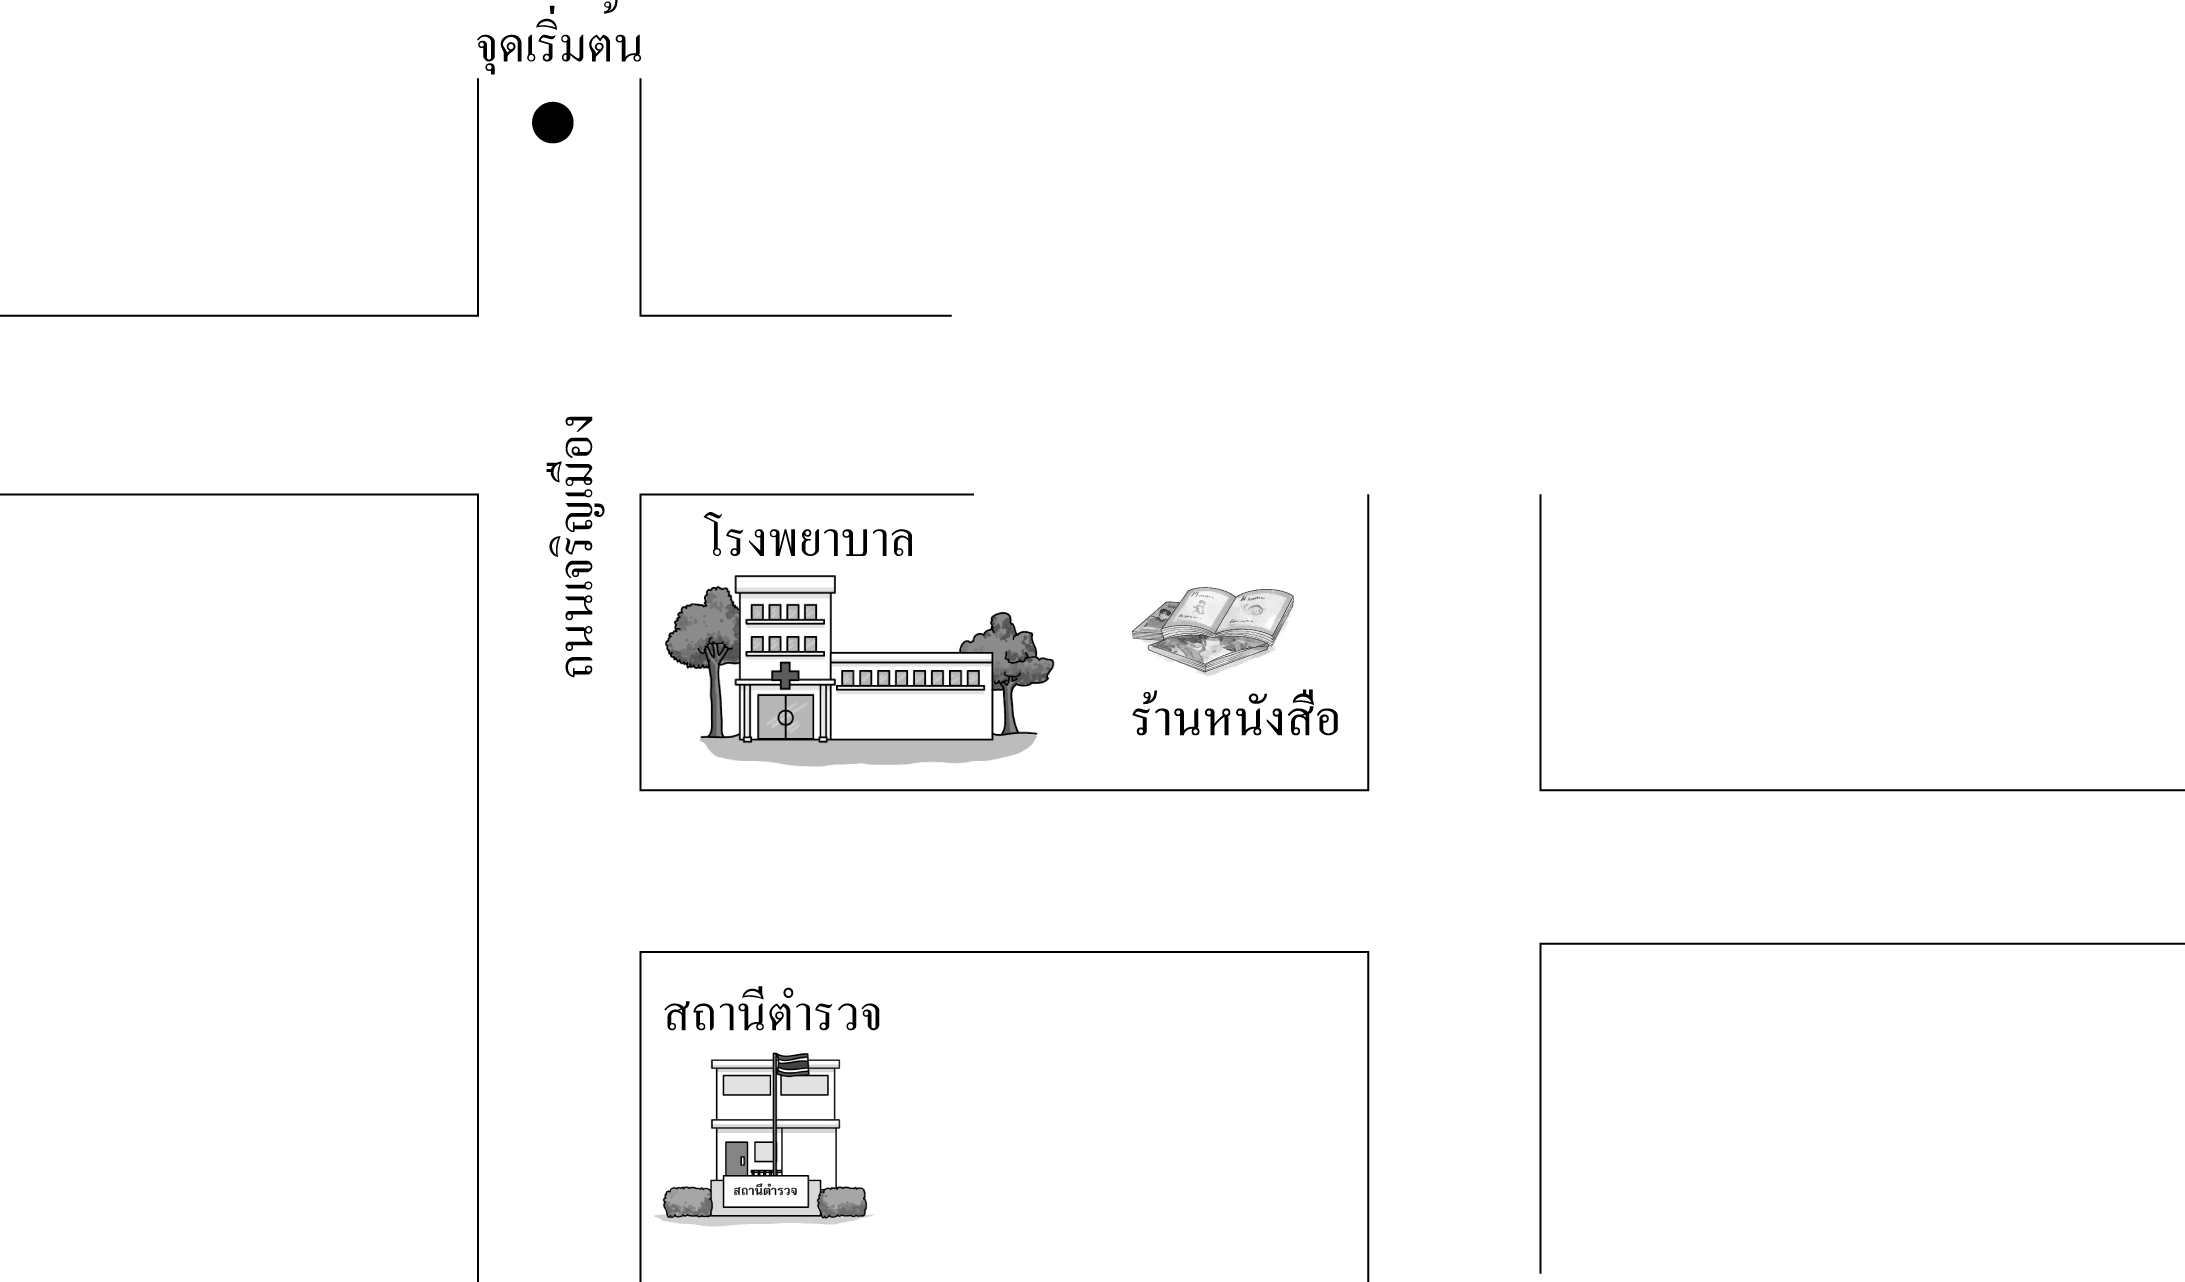 จุดเริ่มต้น
ถนนเจริญเมือง
โรงพยาบาล
ร้านหนังสือ
สถานีตำรวจ
สถานีตำรวจ